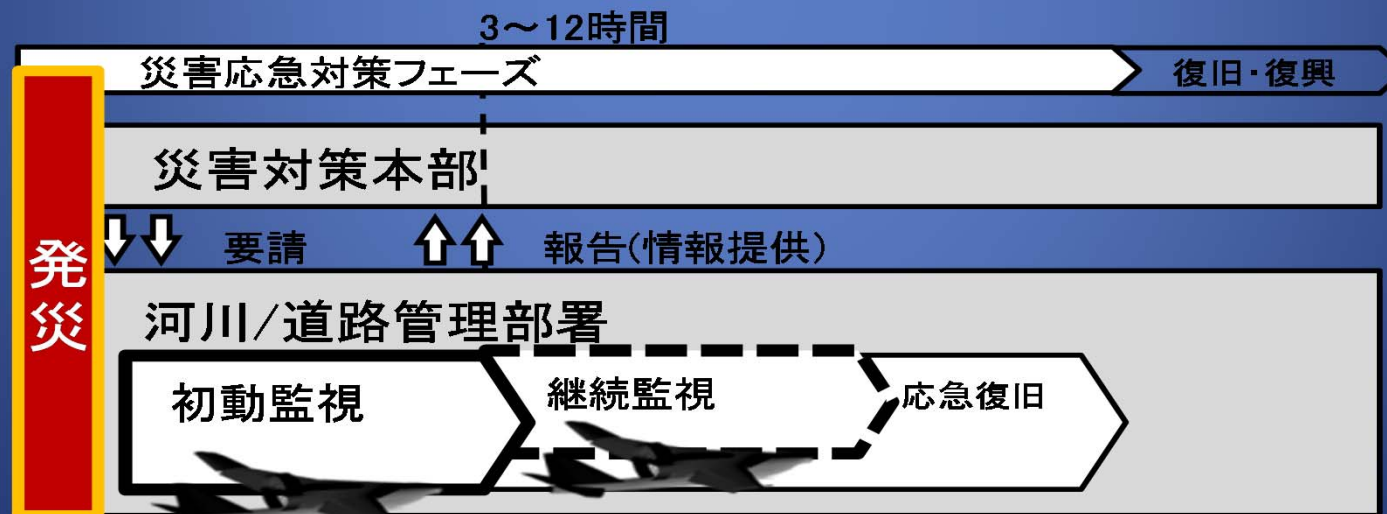 3～12時間
災害応急対策フェーズ
復旧・復興
発災
災害対策本部
要請
報告(情報提供)
河川/道路管理部署
初動監視
継続監視
応急復旧